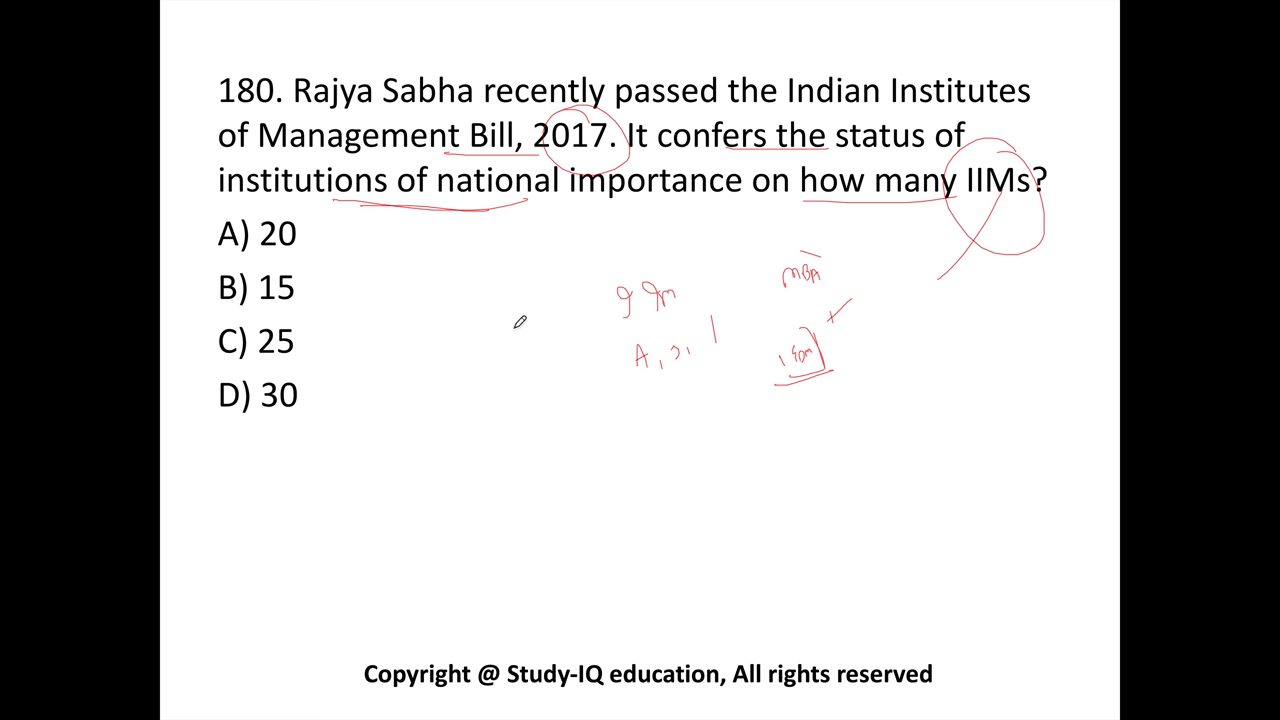 180. Rajya Sabha recently passed the Indian Institutes
of Management Bill, 2017. It confers the status of
institutions of national importance on how many IIMs?
A) 20
B) 15
C) 25
D) 30
MBA
Copyright @ Study-IQ education, All rights reserved